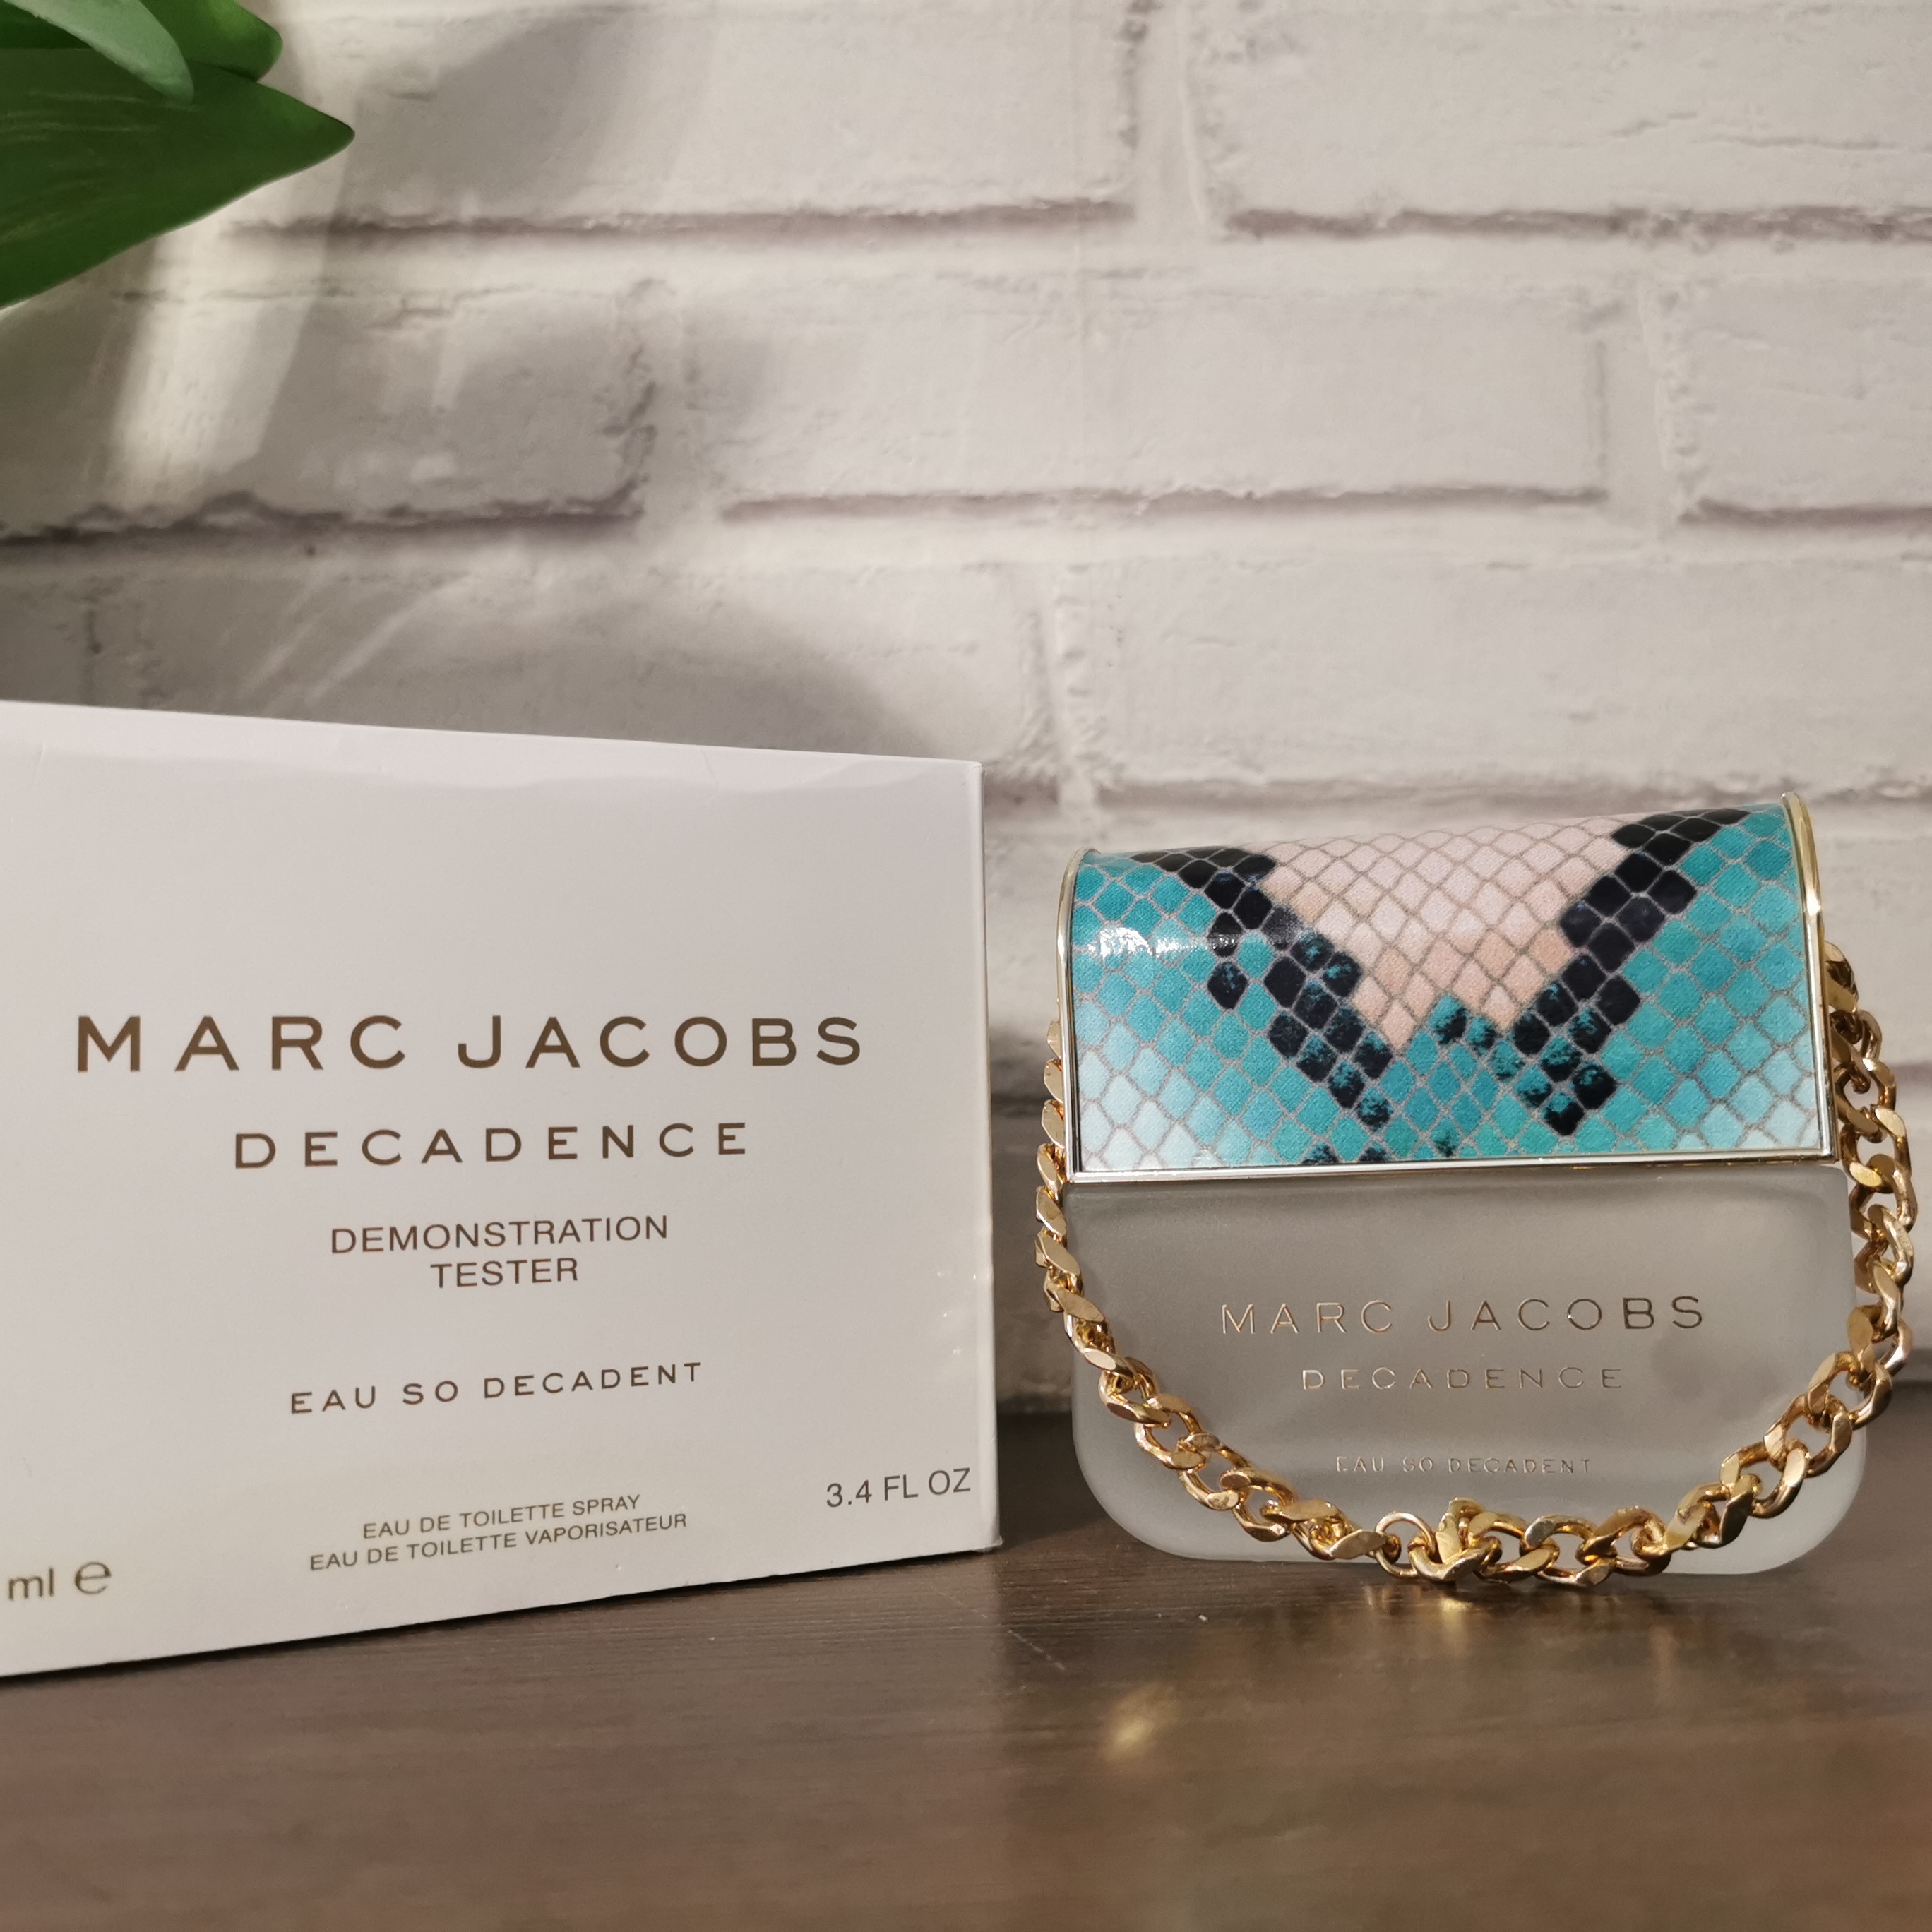 MARC JACOBS
DECADENCE
DEMONSTRATION
TESTER
EAU SO DECADENT
EAU DE TOILETTE SPRAY
EAU DE TOILETTE VAPORISATEUR
3.4 FL OZ
ml e
MARC JACOBS
DECADENCE
EAU SO DECADENT